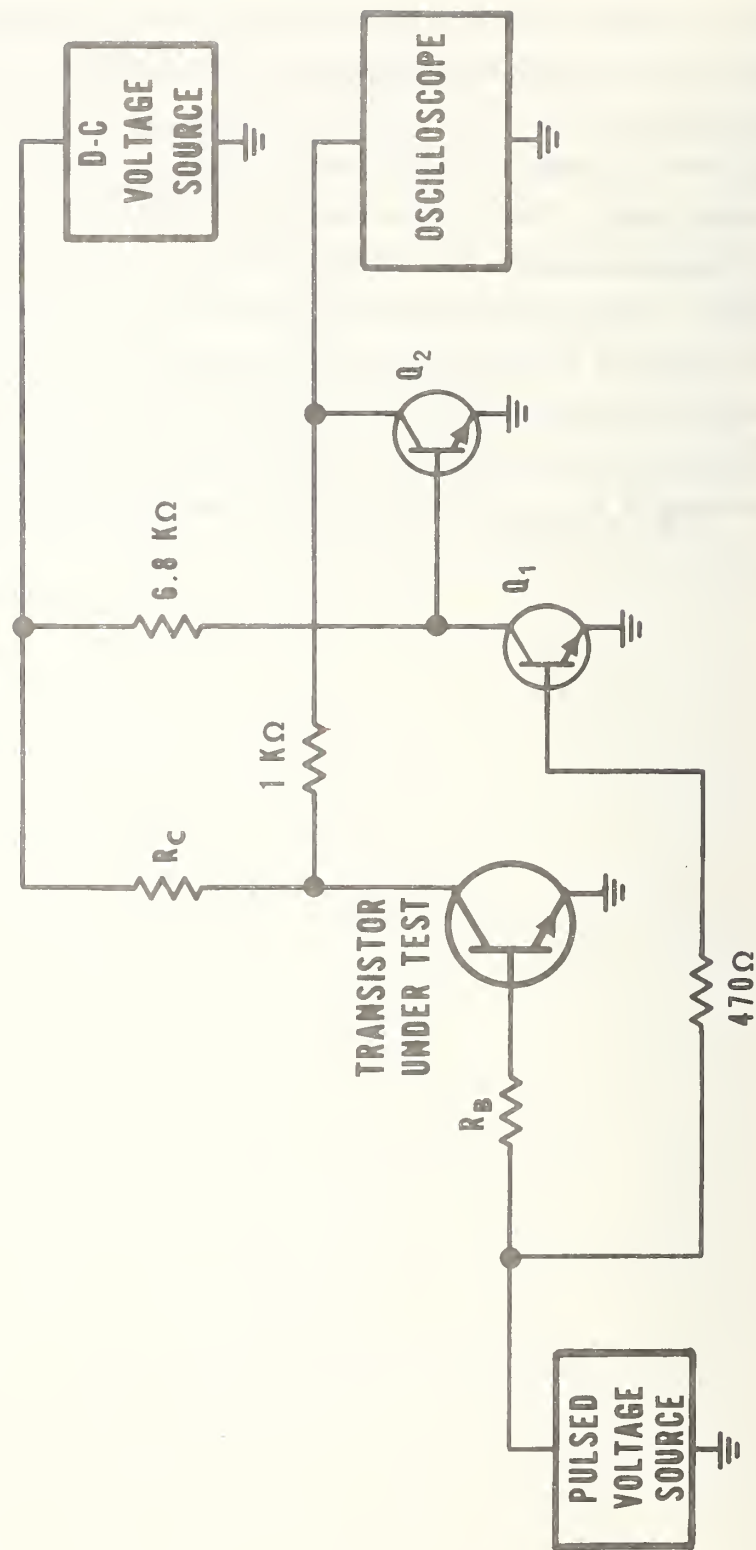 D-C
VOLTAGE
SOURCE
6.8 KΩ
RC
1 KΩ
OSCILLOSCOPE
Q2
Q1
TRANSISTOR
UNDER TEST
RB
470Ω
PULSED
VOLTAGE
SOURCE